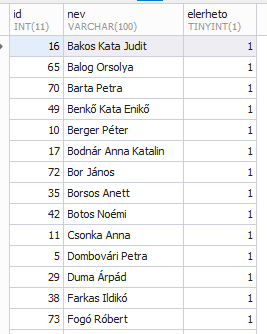 id nev elerheto
INT(11) VARCHAR(100) TINYINT(1)
16 Bakos Kata Judit 1
65 Balog Orsolya 1
70 Barta Petra 1
49 Benkő Kata Enikő 1
10 Berger Péter 1
17 Bodnár Anna Katalin 1
72 Bor János 1
35 Borsos Anett 1
42 Botos Noémi 1
11 Csonka Anna 1
5 Dombovári Petra 1
29 Duma Árpád 1
38 Farkas Ildikó 1
73 Fogó Róbert 1